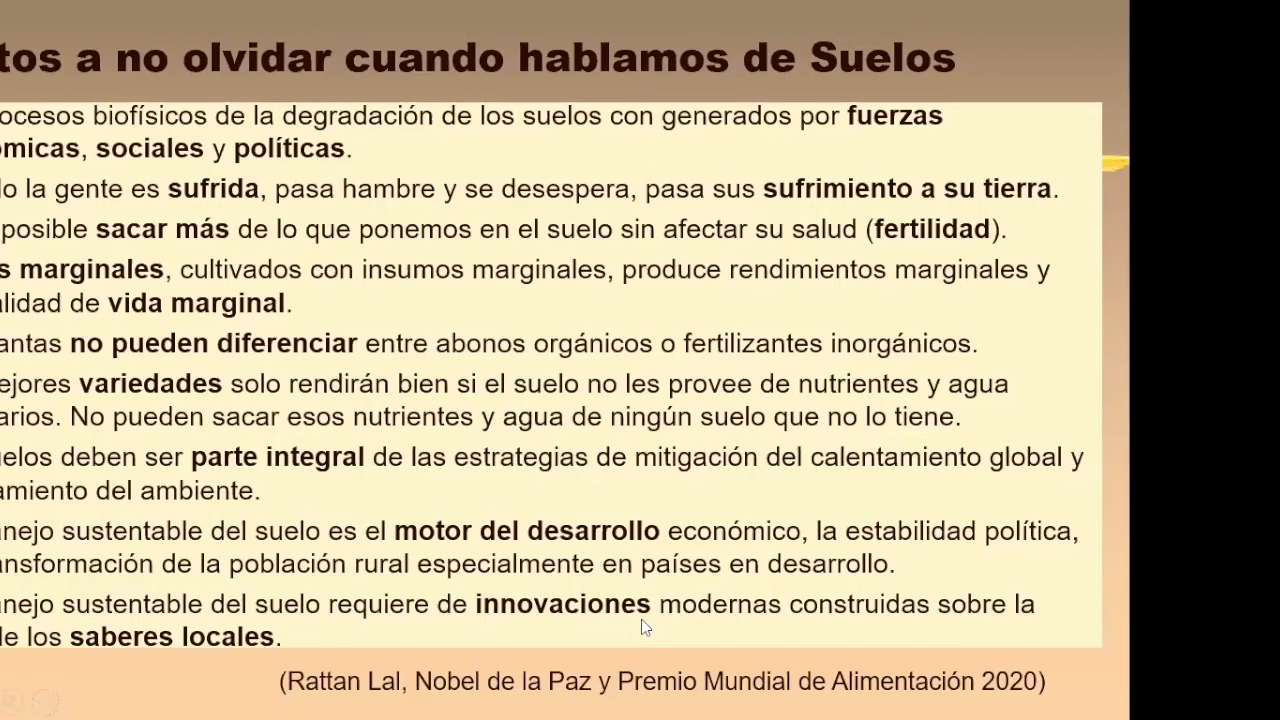 tos a no olvidar cuando hablamos de Suelos
ocesos biofísicos de la degradación de los suelos con generados por fuerzas
ómicas, sociales y políticas.
lo la gente es sufrida, pasa hambre y se desespera, pasa sus sufrimiento a su tierra.
posible sacar más de lo que ponemos en el suelo sin afectar su salud (fertilidad).
s marginales, cultivados con insumos marginales, produce rendimientos marginales y
alidad de vida marginal.
antas no pueden diferenciar entre abonos orgánicos o fertilizantes inorgánicos.
ejores variedades solo rendirán bien si el suelo no les provee de nutrientes y agua
arios. No pueden sacar esos nutrientes y agua de ningún suelo que no lo tiene.
uelos deben ser parte integral de las estrategias de mitigación del calentamiento global y
amiento del ambiente.
anejo sustentable del suelo es el motor del desarrollo económico, la estabilidad política,
ansformación de la población rural especialmente en países en desarrollo.
anejo sustentable del suelo requiere de innovaciones modernas construidas sobre la
de los saberes locales.
(Rattan Lal, Nobel de la Paz y Premio Mundial de Alimentación 2020)